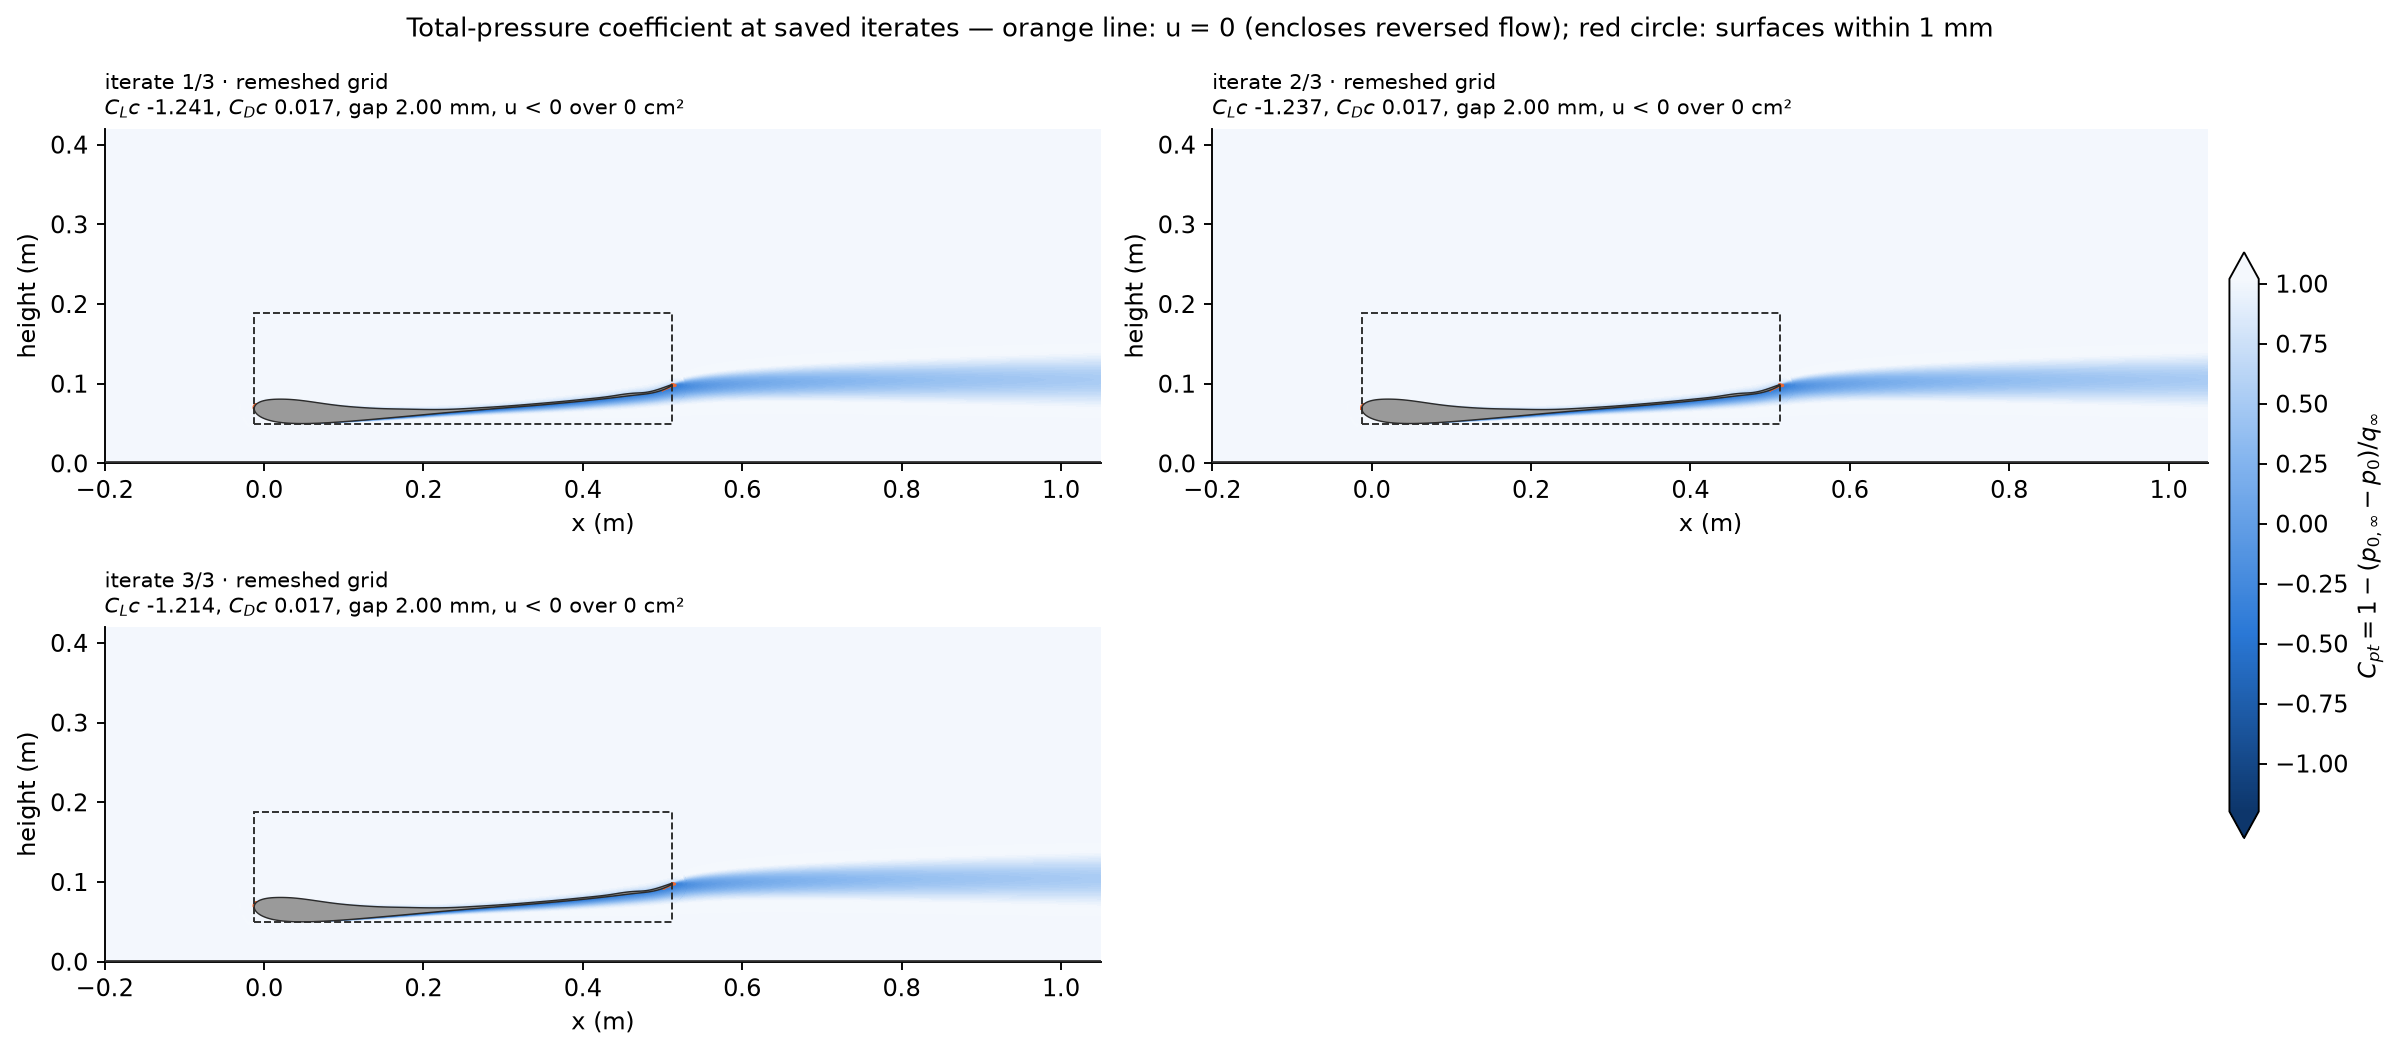 Total-pressure coefficient at saved iterates — orange line: u = 0 (encloses reversed flow); red circle: surfaces within 1 mm
iterate 1/3 · remeshed grid
C_Lc -1.241, C_Dc 0.017, gap 2.00 mm, u < 0 over 0 cm²
0.4
0.3
0.2
0.1
0.0
height (m)
−0.2 0.0 0.2 0.4 0.6 0.8 1.0
x (m)
iterate 2/3 · remeshed grid
C_Lc -1.237, C_Dc 0.017, gap 2.00 mm, u < 0 over 0 cm²
0.4
0.3
0.2
0.1
0.0
height (m)
−0.2 0.0 0.2 0.4 0.6 0.8 1.0
x (m)
iterate 3/3 · remeshed grid
C_Lc -1.214, C_Dc 0.017, gap 2.00 mm, u < 0 over 0 cm²
0.4
0.3
0.2
0.1
0.0
height (m)
−0.2 0.0 0.2 0.4 0.6 0.8 1.0
x (m)
1.00
0.75
0.50
0.25
0.00
−0.25
−0.50
−0.75
−1.00
C_pt = 1 − (p_0,∞ − p_0)/q_∞